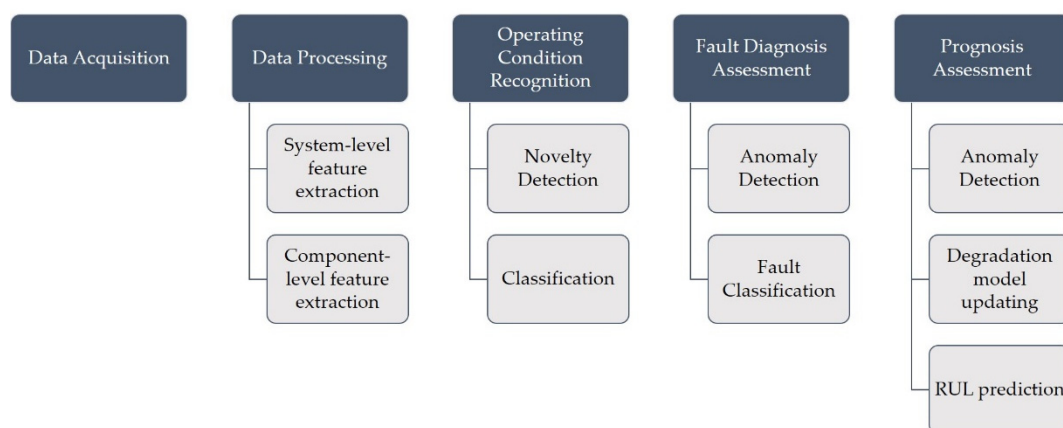 Data Acquisition
Data Processing
System-level
feature
extraction
Component-
level feature
extraction
Operating
Condition
Recognition
Novelty
Detection
Classification
Fault Diagnosis
Assessment
Anomaly
Detection
Fault
Classification
Prognosis
Assessment
Anomaly
Detection
Degradation
model
updating
RUL prediction